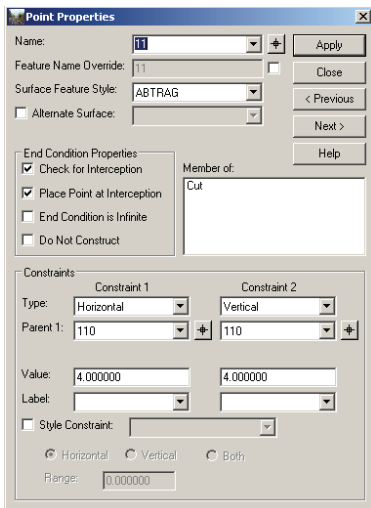 Point Properties
Name: 11 Apply
Feature Name Override: 11 Close
Surface Feature Style: ABTRAG < Previous
Alternate Surface: Next >
End Condition Properties Help
Check for Interception Member of:
Place Point at Interception Cut
End Condition is Infinite
Do Not Construct
Constraints
Constraint 1 Constraint 2
Type: Horizontal Vertical
Parent 1: 110 110
Value: 4.000000 4.000000
Label:
Style Constraint:
Horizontal Vertical Both
Range: 0.000000